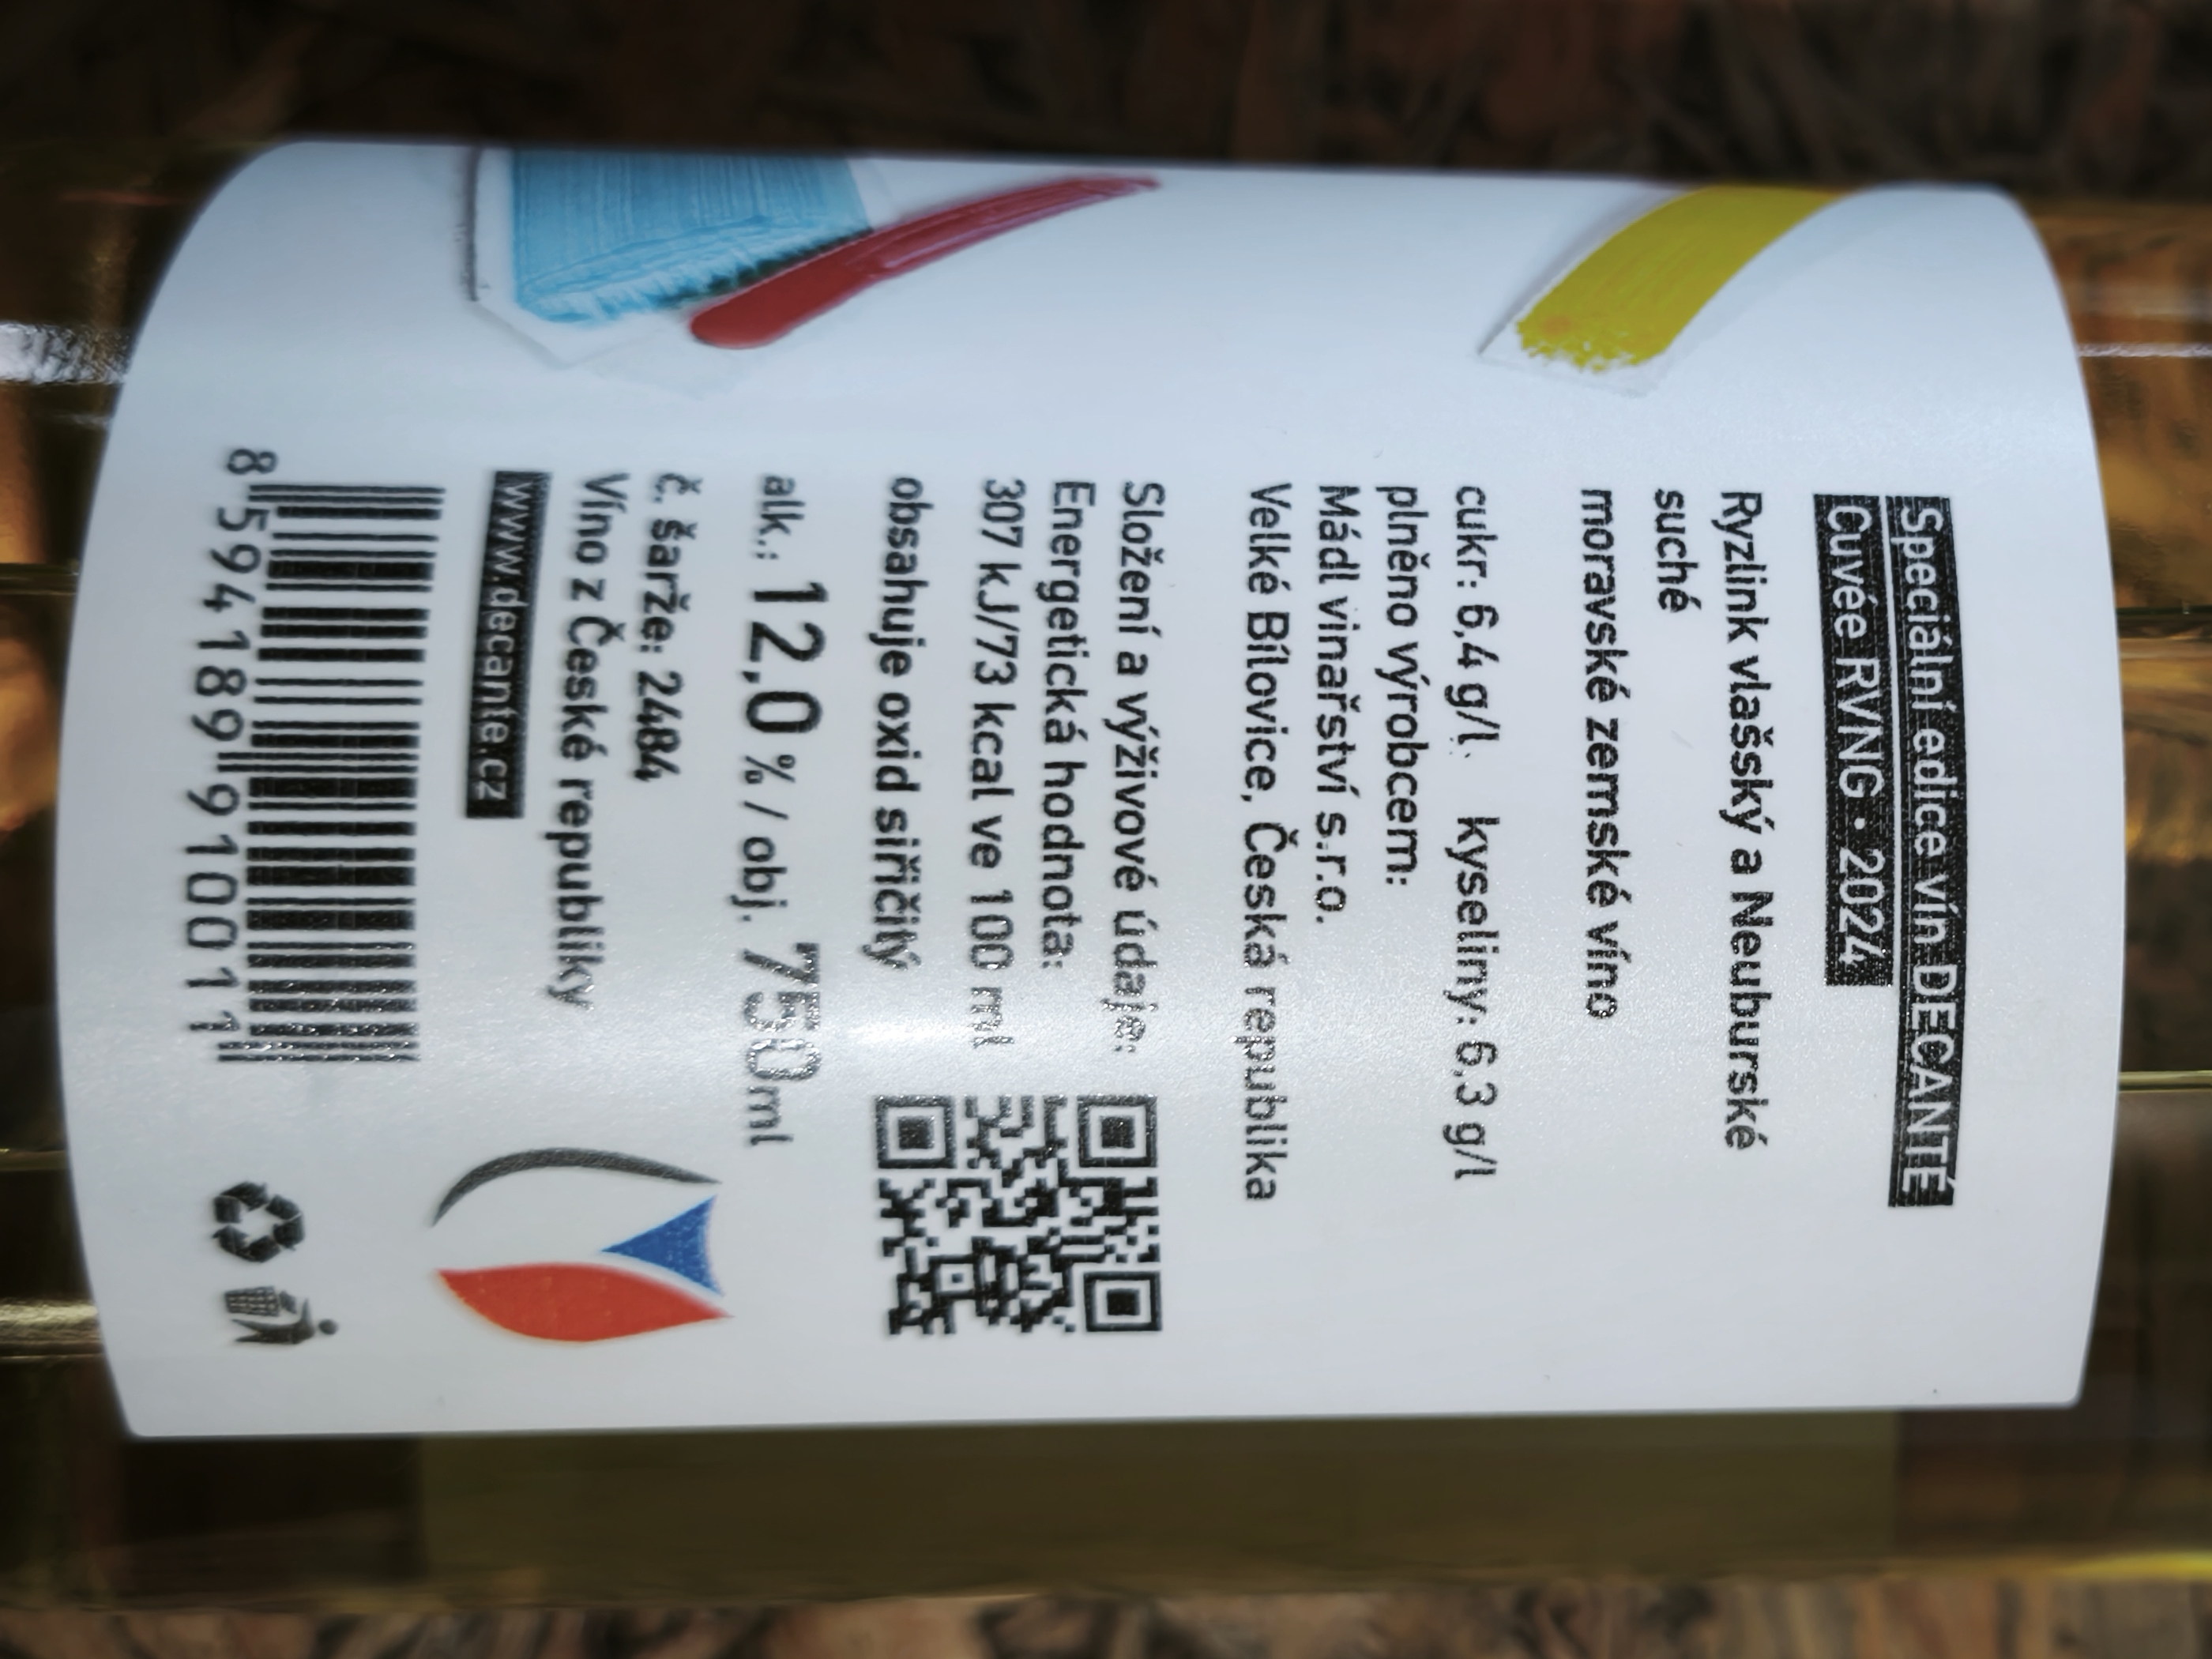 Speciální edice vín DECANTÉ
Cuvée RVNG • 2024
Ryzlink vlašský a Neuburské
suché
moravské zemské víno
cukr: 6,4 g/l kyseliny: 6,3 g/l
plněno výrobcem:
Mádl vinařství s.r.o.
Velké Bílovice, Česká republika
Složení a výživové údaje:
Energetická hodnota:
307 kJ/73 kcal ve 100 ml
obsahuje oxid siřičitý
alk.: 12,0 % / obj. 750ml
č. šarže: 2484
Víno z České republiky
www.decante.cz
8 594189 910011